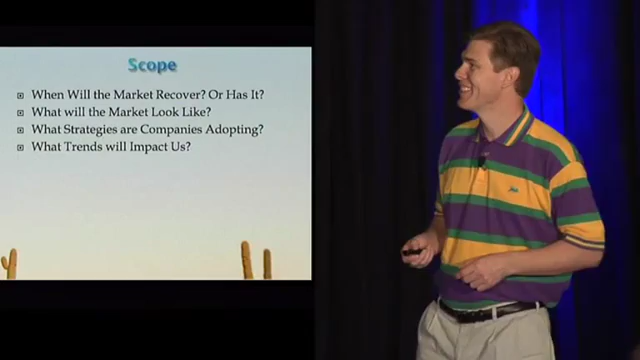 Scope
When Will the Market Recover? Or Has It?
What will the Market Look Like?
What Strategies are Companies Adopting?
What Trends will Impact Us?